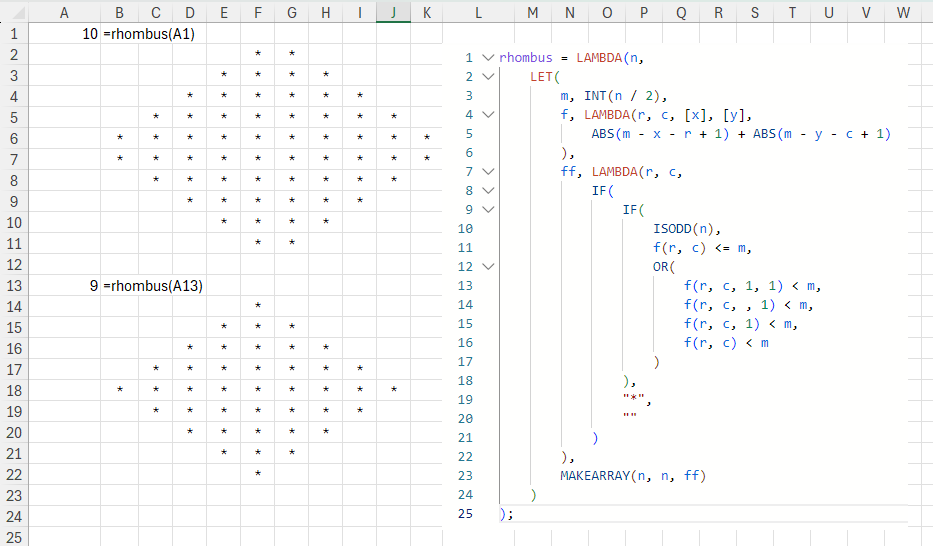 A B C D E F G H I J K L M N O P Q R S T U V W
1 10 =rhombus(A1)
2 * *
3 * * * *
4 * * * * * *
5 * * * * * * * *
6 * * * * * * * * * *
7 * * * * * * * * * *
8 * * * * * * * *
9 * * * * * *
10 * * * *
11 * *
12
13 9 =rhombus(A13)
14 *
15 * * *
16 * * * * *
17 * * * * * * *
18 * * * * * * * * *
19 * * * * * * *
20 * * * * *
21 * * *
22 *
23
24
25
1 rhombus = LAMBDA(n,
2 LET(
3 m, INT(n / 2),
4 f, LAMBDA(r, c, [x], [y],
5 ABS(m - x - r + 1) + ABS(m - y - c + 1)
6 ),
7 ff, LAMBDA(r, c,
8 IF(
9 IF(
10 ISODD(n),
11 f(r, c) <= m,
12 OR(
13 f(r, c, 1, 1) < m,
14 f(r, c, , 1) < m,
15 f(r, c, 1) < m,
16 f(r, c) < m
17 )
18 ),
19 "*",
20 ""
21 )
22 ),
23 MAKEARRAY(n, n, ff)
24 )
25 );